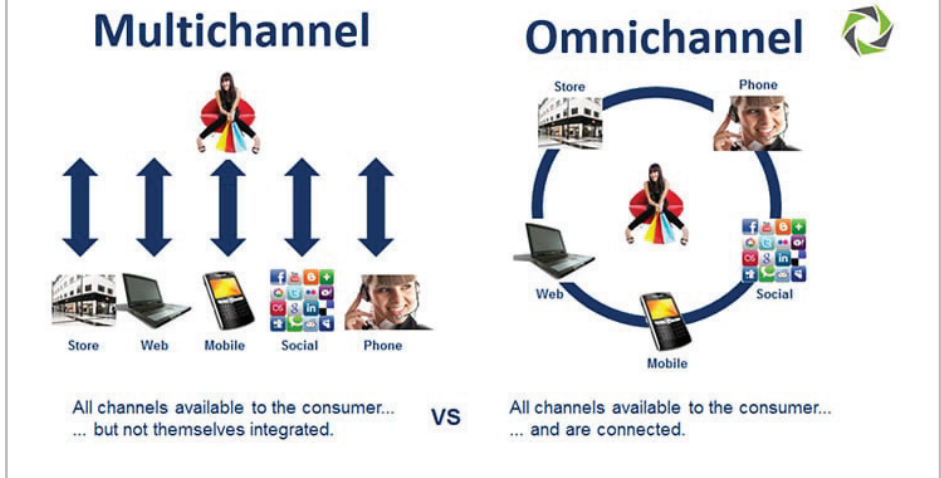 Multichannel
Omnichannel
Store
Phone
Store
Web
Mobile
Social
Phone
Web
Social
Mobile
All channels available to the consumer...
... but not themselves integrated.
VS
All channels available to the consumer...
... and are connected.